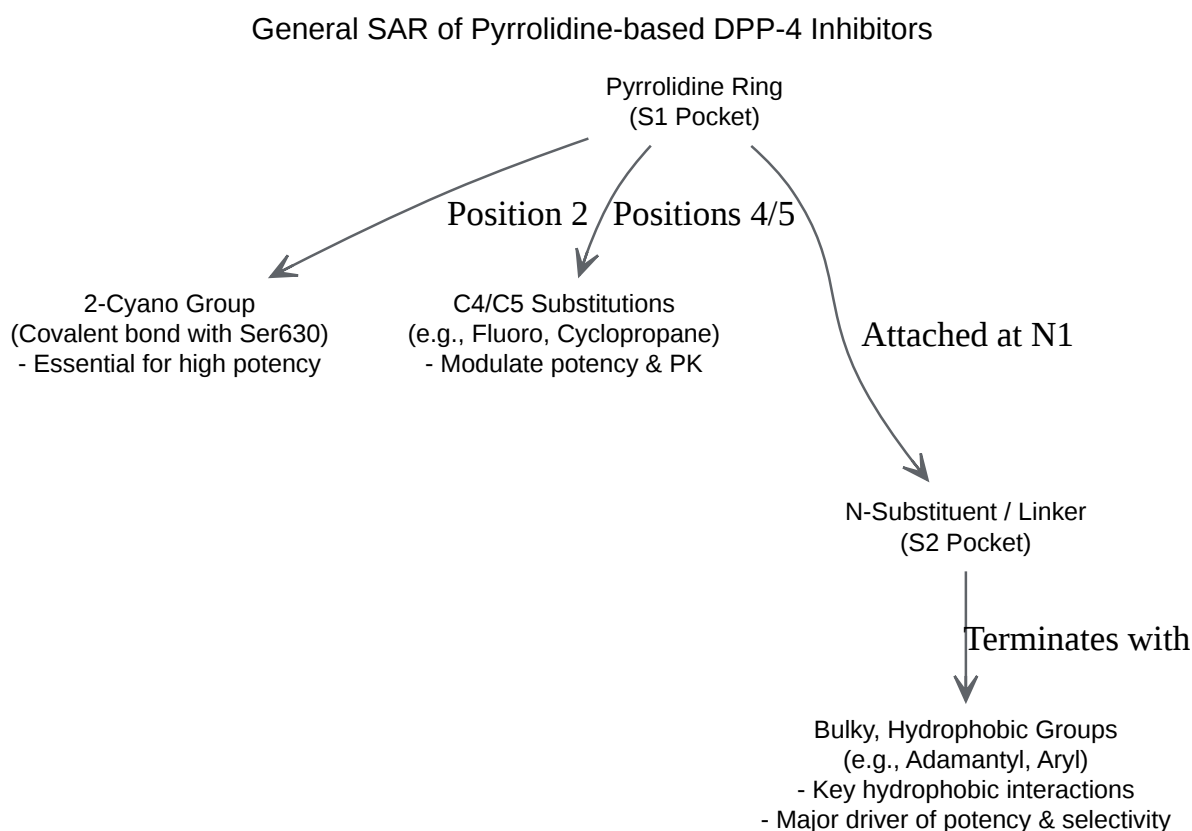 General SAR of Pyrrolidine-based DPP-4 Inhibitors
Pyrrolidine Ring
(S1 Pocket)
Position 2
Positions 4/5
2-Cyano Group
(Covalent bond with Ser630)
- Essential for high potency
C4/C5 Substitutions
(e.g., Fluoro, Cyclopropane)
- Modulate potency & PK
Attached at N1
N-Substituent / Linker
(S2 Pocket)
Terminates with
Bulky, Hydrophobic Groups
(e.g., Adamantyl, Aryl)
- Key hydrophobic interactions
- Major driver of potency & selectivity